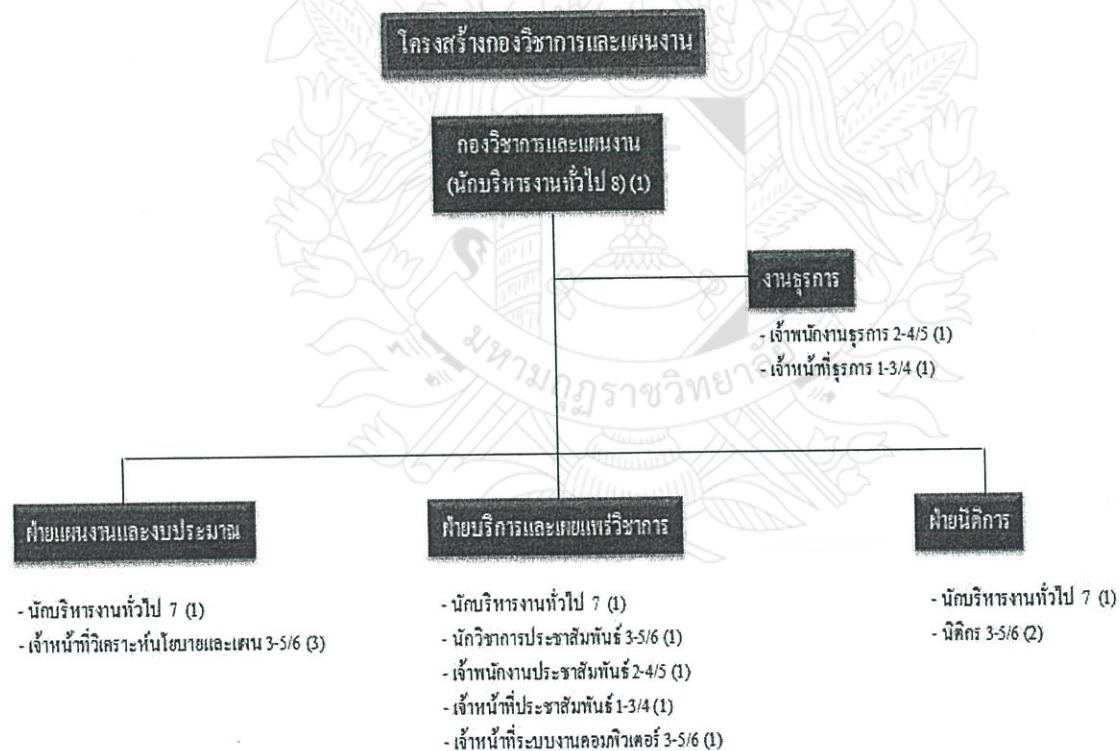 โครงสร้างกองวิชาการและแผนงาน
กองวิชาการและแผนงาน
(นักบริหารงานทั่วไป 8) (1)
งานธุรการ
- เจ้าพนักงานธุรการ 2-4/5 (1)
- เจ้าหน้าที่ธุรการ 1-3/4 (1)
มหามกุฏราชวิทยาลัย
ฝ่ายแผนงานและงบประมาณ
- นักบริหารงานทั่วไป 7 (1)
- เจ้าหน้าที่วิเคราะห์นโยบายและแผน 3-5/6 (3)
ฝ่ายบริการและเผยแพร่วิชาการ
- นักบริหารงานทั่วไป 7 (1)
- นักวิชาการประชาสัมพันธ์ 3-5/6 (1)
- เจ้าพนักงานประชาสัมพันธ์ 2-4/5 (1)
- เจ้าหน้าที่ประชาสัมพันธ์ 1-3/4 (1)
- เจ้าหน้าที่ระบบงานคอมพิวเตอร์ 3-5/6 (1)
ฝ่ายนิติการ
- นักบริหารงานทั่วไป 7 (1)
- นิติกร 3-5/6 (2)